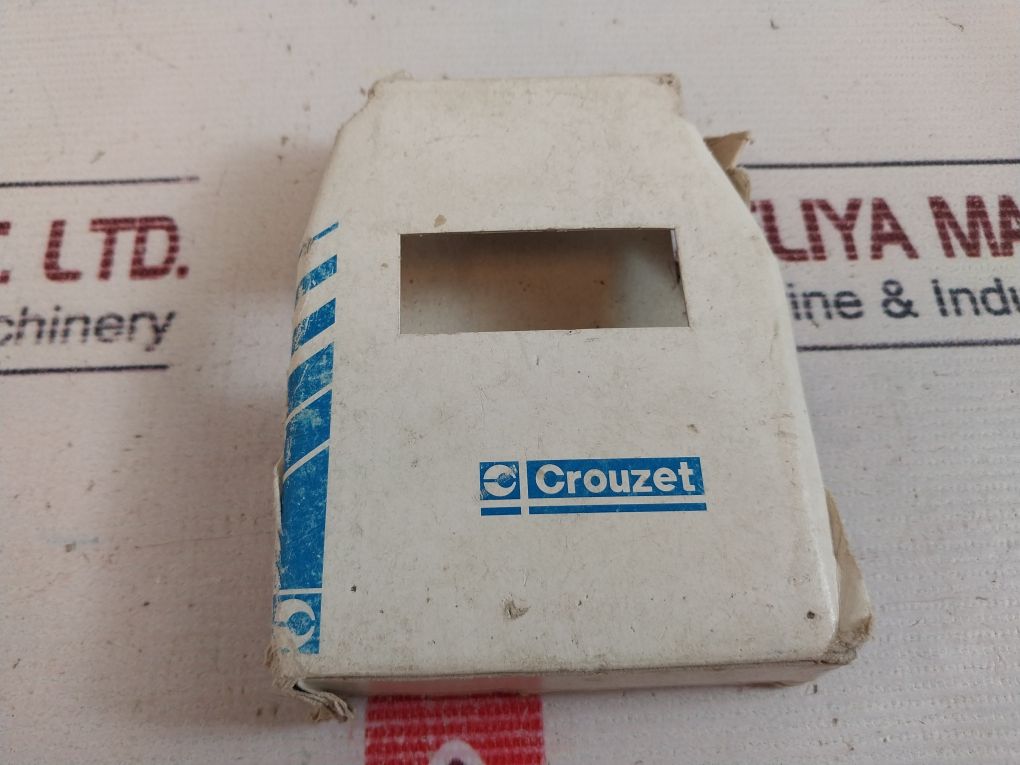 LTD.
LIYA MA
chinery
ine & Indu
Crouzet